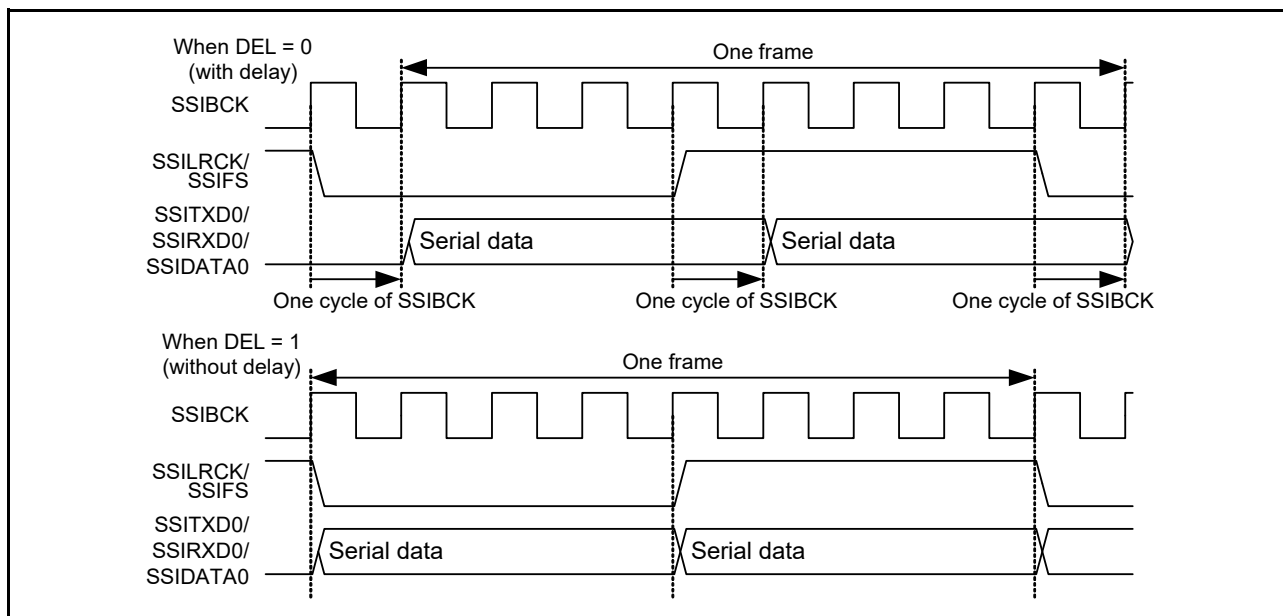 When DEL = 0
(with delay)
One frame
SSIBCK
SSILRCK/
SSIFS
SSITXD0/
SSIRXD0/
SSIDATA0
Serial data
Serial data
One cycle of SSIBCK
One cycle of SSIBCK
One cycle of SSIBCK
When DEL = 1
(without delay)
One frame
SSIBCK
SSILRCK/
SSIFS
SSITXD0/
SSIRXD0/
SSIDATA0
Serial data
Serial data